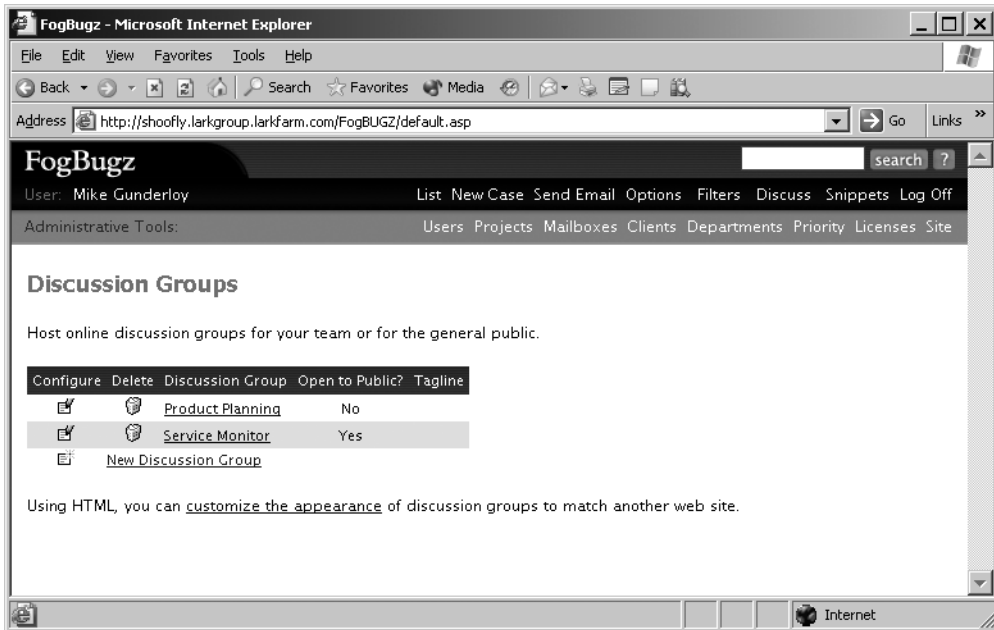 FogBugz - Microsoft Internet Explorer
File Edit View Favorites Tools Help
Back Search Favorites Media
Address http://shoofly.larkgroup.larkfarm.com/FogBUGZ/default.asp Go Links »
FogBugz search ?
User: Mike Gunderloy List New Case Send Email Options Filters Discuss Snippets Log Off
Administrative Tools: Users Projects Mailboxes Clients Departments Priority Licenses Site
Discussion Groups
Host online discussion groups for your team or for the general public.
Configure Delete Discussion Group Open to Public? Tagline
Product Planning No
Service Monitor Yes
New Discussion Group
Using HTML, you can customize the appearance of discussion groups to match another web site.
Internet